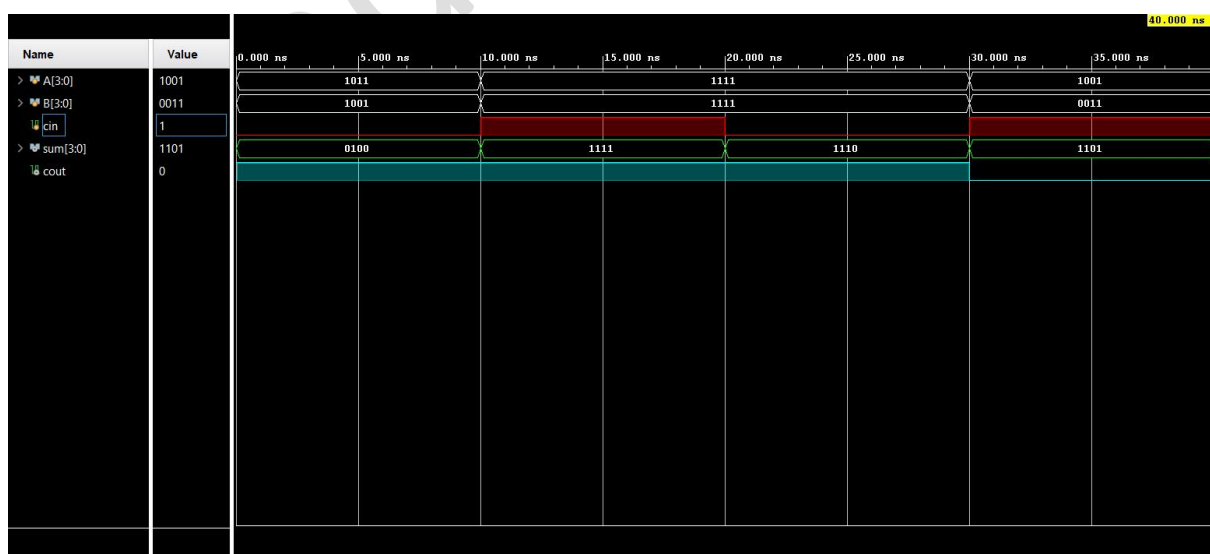 40.000 ns
Name Value 0.000 ns 5.000 ns 10.000 ns 15.000 ns 20.000 ns 25.000 ns 30.000 ns 35.000 ns
> A[3:0] 1001 1011 1111 1001
> B[3:0] 0011 1001 1111 0011
cin 1
> sum[3:0] 1101 0100 1111 1110 1101
cout 0